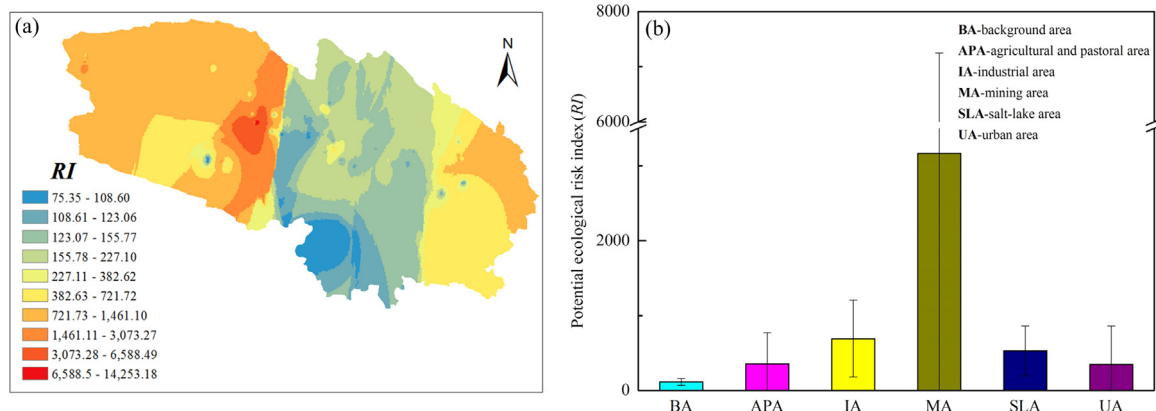 (a)
N
RI
75.35 - 108.60
108.61 - 123.06
123.07 - 155.77
155.78 - 227.10
227.11 - 382.62
382.63 - 721.72
721.73 - 1,461.10
1,461.11 - 3,073.27
3,073.28 - 6,588.49
6,588.5 - 14,253.18
(b)
BA-background area
APA-agricultural and pastoral area
IA-industrial area
MA-mining area
SLA-salt-lake area
UA-urban area
Potential ecological risk index (RI)
8000
6000
2000
0
BA APA IA MA SLA UA